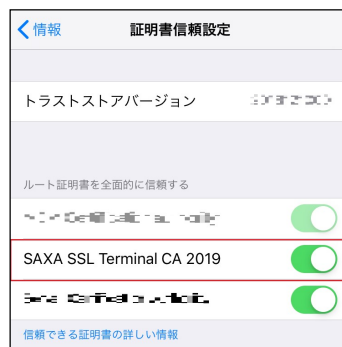 情報 証明書信頼設定
トラストストアバージョン
ルート証明書を全面的に信頼する
SAXA SSL Terminal CA 2019
信頼できる証明書の詳しい情報